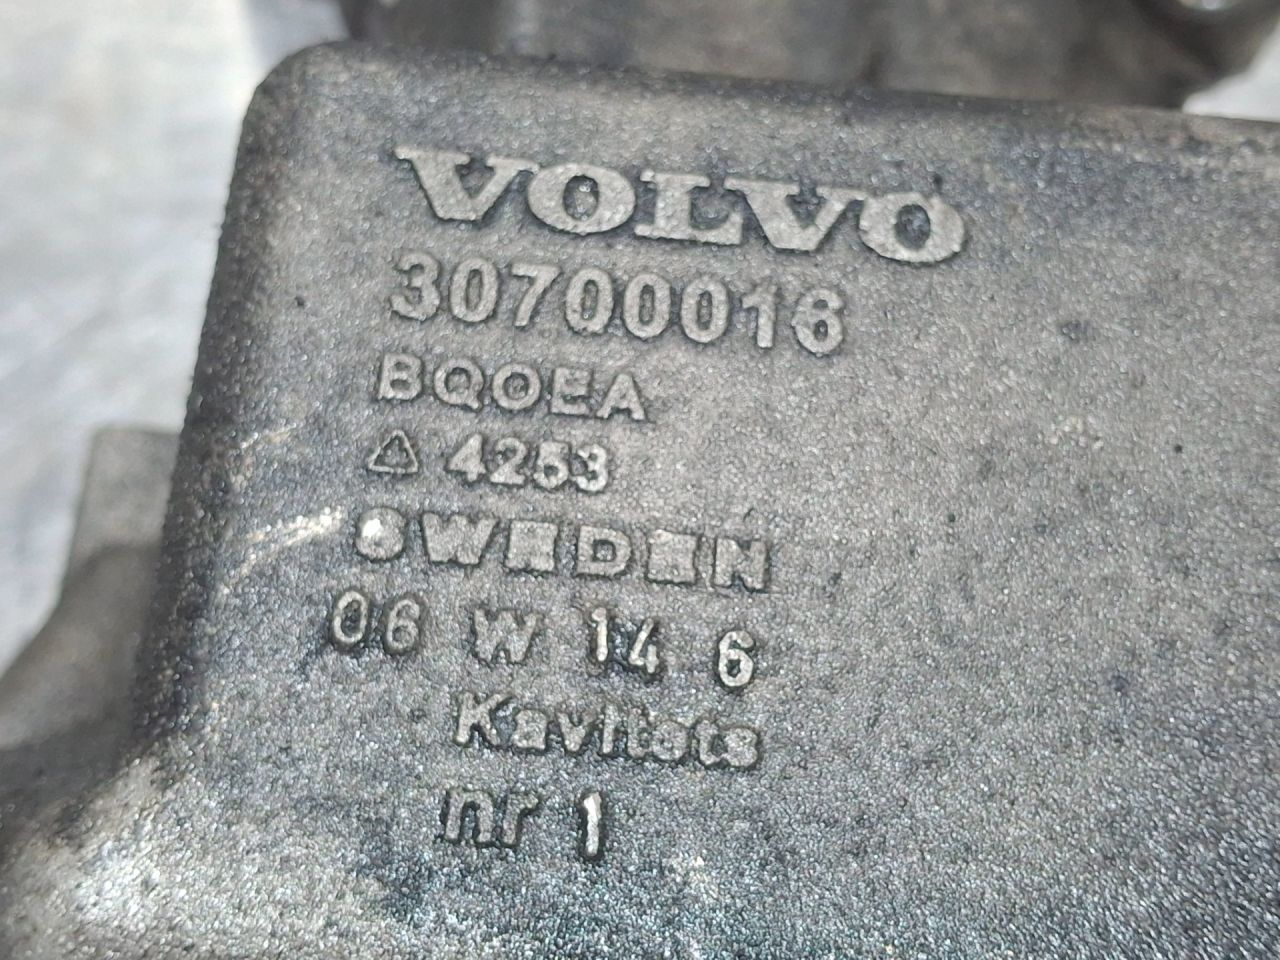 VOLVO
30700016
BQOEA
4253
SWEDEN
06 W 14 6
Kavitets
nr 1